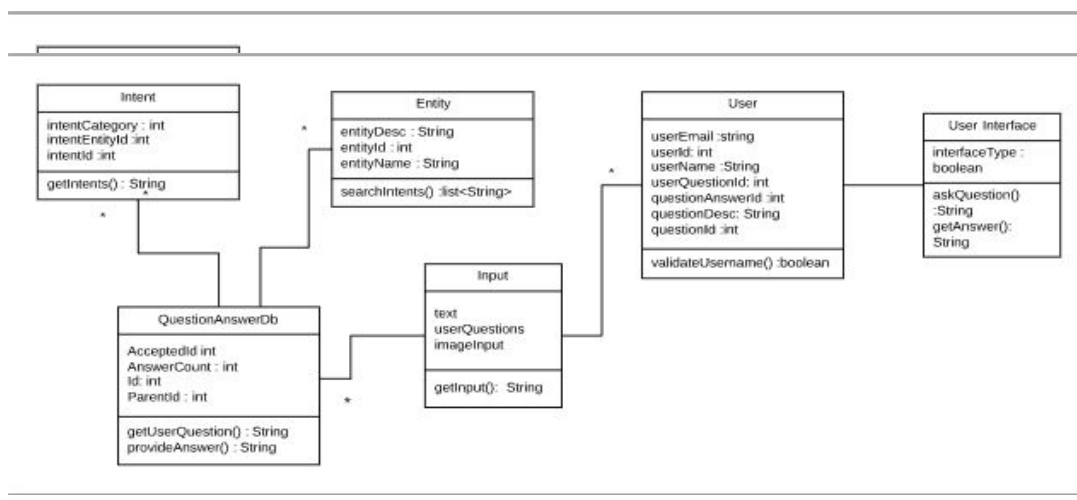 Intent
intentCategory : int
intentEntityId :int
intentId :int
getIntents() : String
*
*
Entity
entityDesc : String
entityId : int
entityName : String
searchIntents() :list<String>
*
User
userEmail :string
userId: int
userName :String
userQuestionId: int
questionAnswerId :int
questionDesc: String
questionId :int
validateUsername() :boolean
*
User Interface
interfaceType :
boolean
askQuestion()
:String
getAnswer():
String
QuestionAnswerDb
AcceptedId int
AnswerCount : int
Id: int
ParentId : int
getUserQuestion() : String
provideAnswer() : String
*
Input
text
userQuestions
imageInput
getInput(): String